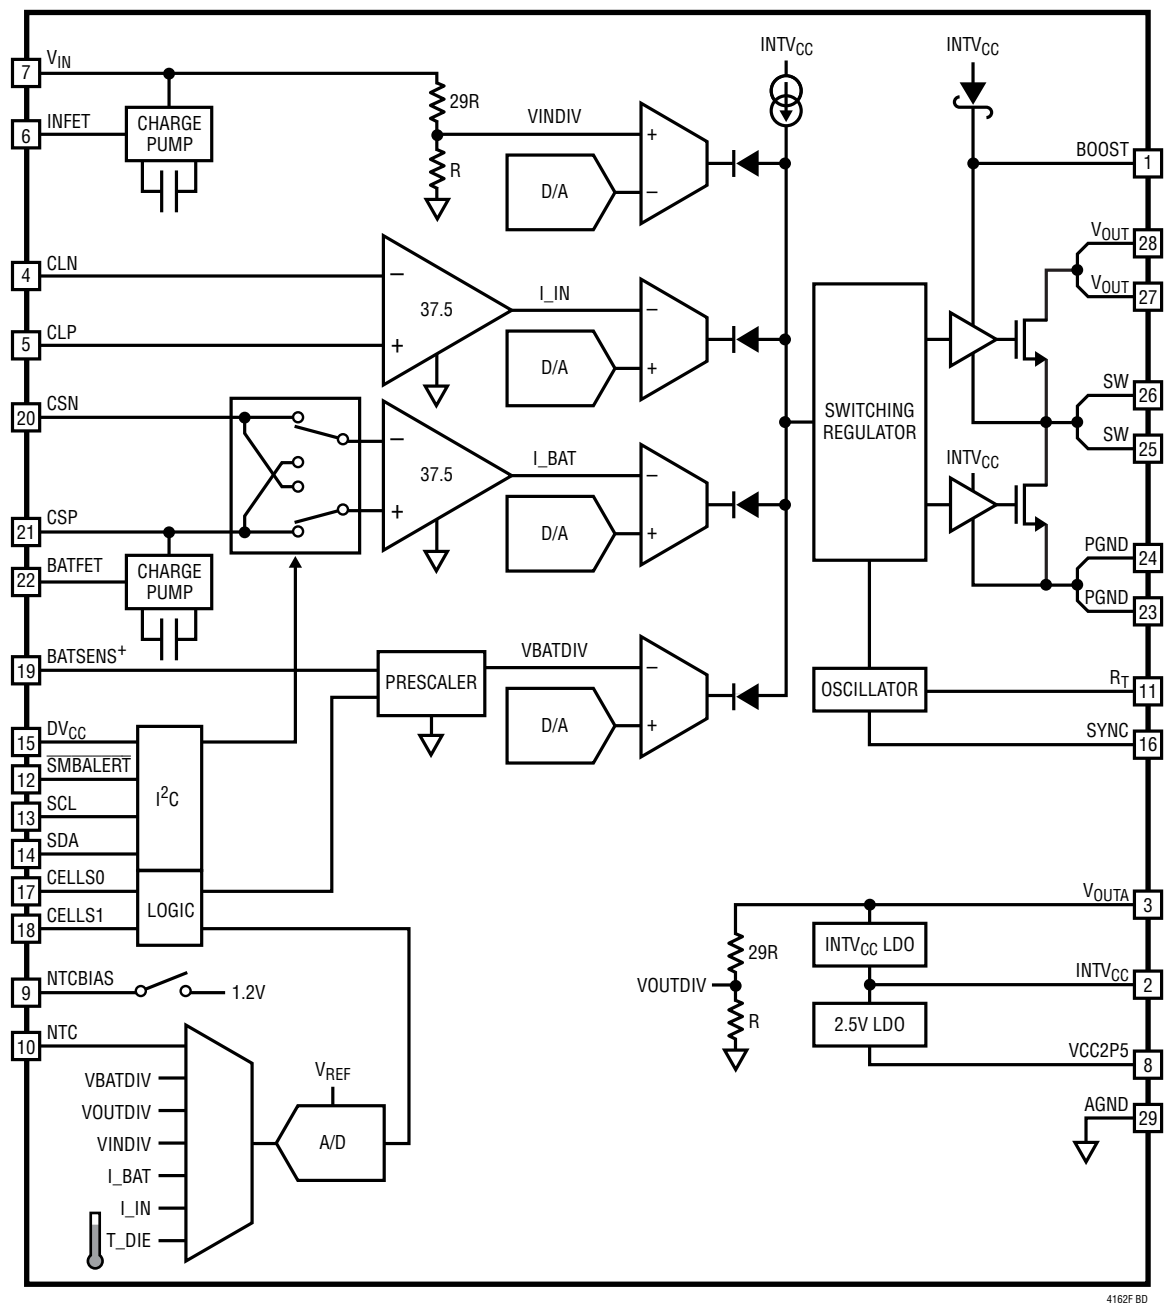 INTVCC
INTVCC
7 VIN
29R
6 INFET
CHARGE
PUMP
VINDIV
+
R
D/A
−
BOOST 1
VOUT 28
4 CLN
−
VOUT 27
37.5
I_IN
−
5 CLP
+
D/A
+
20 CSN
SW 26
SWITCHING
REGULATOR
−
SW 25
37.5
I_BAT
−
INTVCC
21 CSP
+
D/A
+
22 BATFET
CHARGE
PUMP
PGND 24
PGND 23
19 BATSENS+
PRESCALER
VBATDIV
−
OSCILLATOR
RT 11
D/A
+
15 DVCC
SYNC 16
12 SMBALERT
I2C
13 SCL
14 SDA
17 CELLS0
LOGIC
18 CELLS1
VOUTA 3
29R
INTVCC LDO
9 NTCBIAS
1.2V
VOUTDIV
INTVCC 2
R
2.5V LDO
10 NTC
VCC2P5 8
VBATDIV
VREF
VOUTDIV
AGND 29
VINDIV
A/D
I_BAT
I_IN
T_DIE
4162F BD